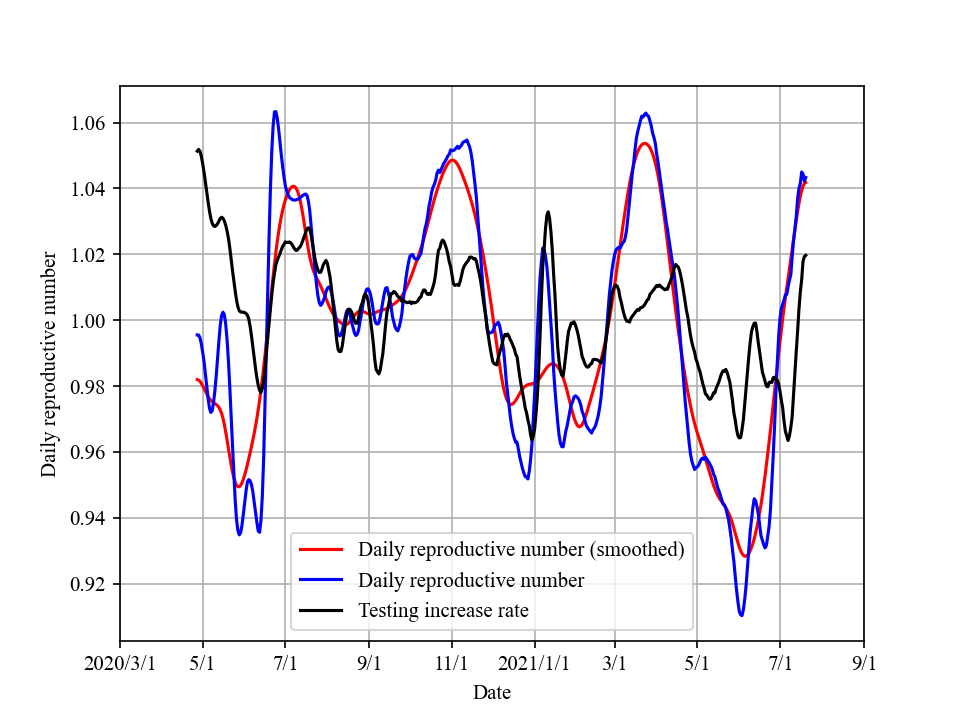 1.06
1.04
1.02
1.00
0.98
0.96
0.94
0.92
Daily reproductive number
Daily reproductive number (smoothed)
Daily reproductive number
Testing increase rate
2020/3/1 5/1 7/1 9/1 11/1 2021/1/1 3/1 5/1 7/1 9/1
Date